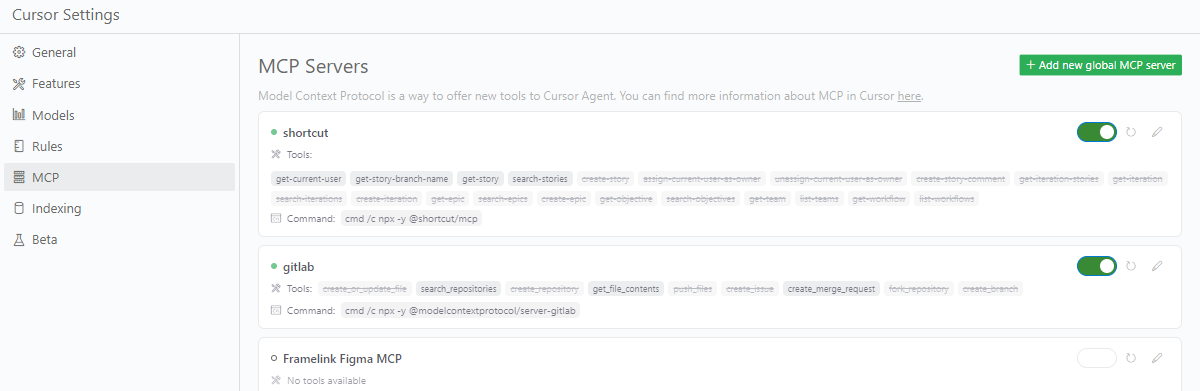 Cursor Settings
General
Features
Models
Rules
MCP
Indexing
Beta
MCP Servers
+ Add new global MCP server
Model Context Protocol is a way to offer new tools to Cursor Agent. You can find more information about MCP in Cursor here.
shortcut
Tools:
get-current-user get-story-branch-name get-story search-stories create-story assign-current-user-as-owner unassign-current-user-as-owner create-story-comment get-iteration-stories get-iteration
search-iterations create-iteration get-epic search-epics create-epic get-objective search-objectives get-team list-teams get-workflow list-workflows
Command: cmd /c npx -y @shortcut/mcp
gitlab
Tools: create_or_update_file search_repositories create_repository get_file_contents push_files create_issue create_merge_request fork_repository create_branch
Command: cmd /c npx -y @modelcontextprotocol/server-gitlab
Framelink Figma MCP
No tools available